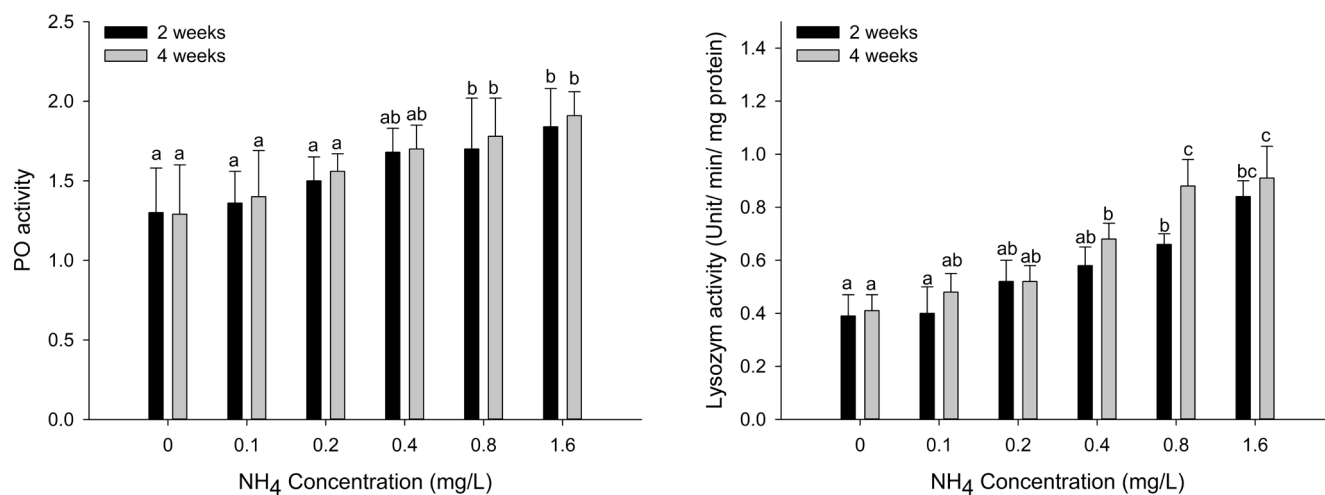 2.5
2.0
1.5
1.0
0.5
0.0
PO activity
2 weeks
4 weeks
a a a a a a ab ab b b b b
0 0.1 0.2 0.4 0.8 1.6
NH4 Concentration (mg/L)
1.4
1.2
1.0
0.8
0.6
0.4
0.2
0.0
Lysozym activity (Unit/ min/ mg protein)
2 weeks
4 weeks
a a a ab ab ab ab b b c bc c
0 0.1 0.2 0.4 0.8 1.6
NH4 Concentration (mg/L)